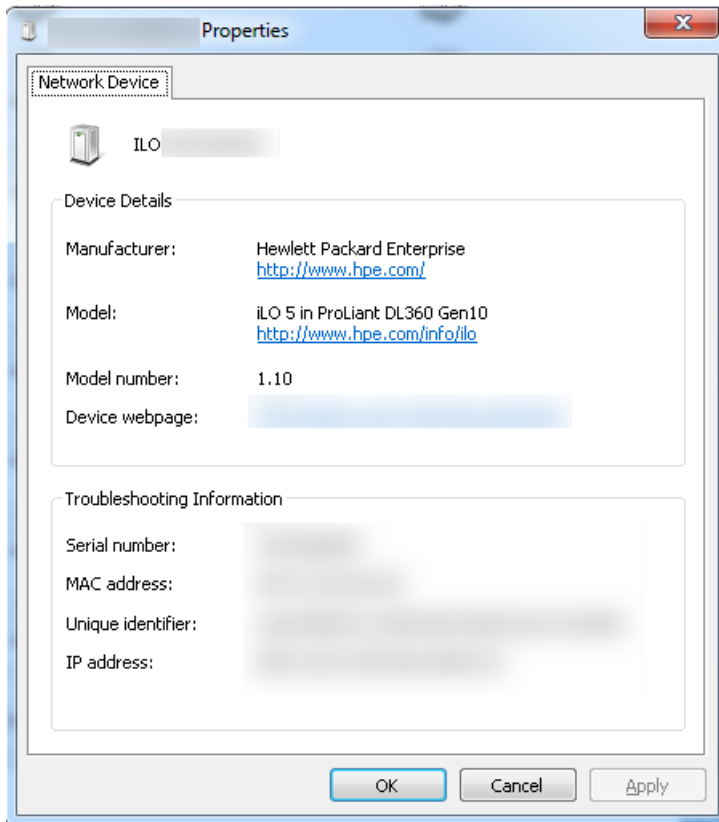 Properties
Network Device
ILO
Device Details
Manufacturer: Hewlett Packard Enterprise
http://www.hpe.com/
Model: iLO 5 in ProLiant DL360 Gen10
http://www.hpe.com/info/ilo
Model number: 1.10
Device webpage:
Troubleshooting Information
Serial number:
MAC address:
Unique identifier:
IP address:
OK Cancel Apply